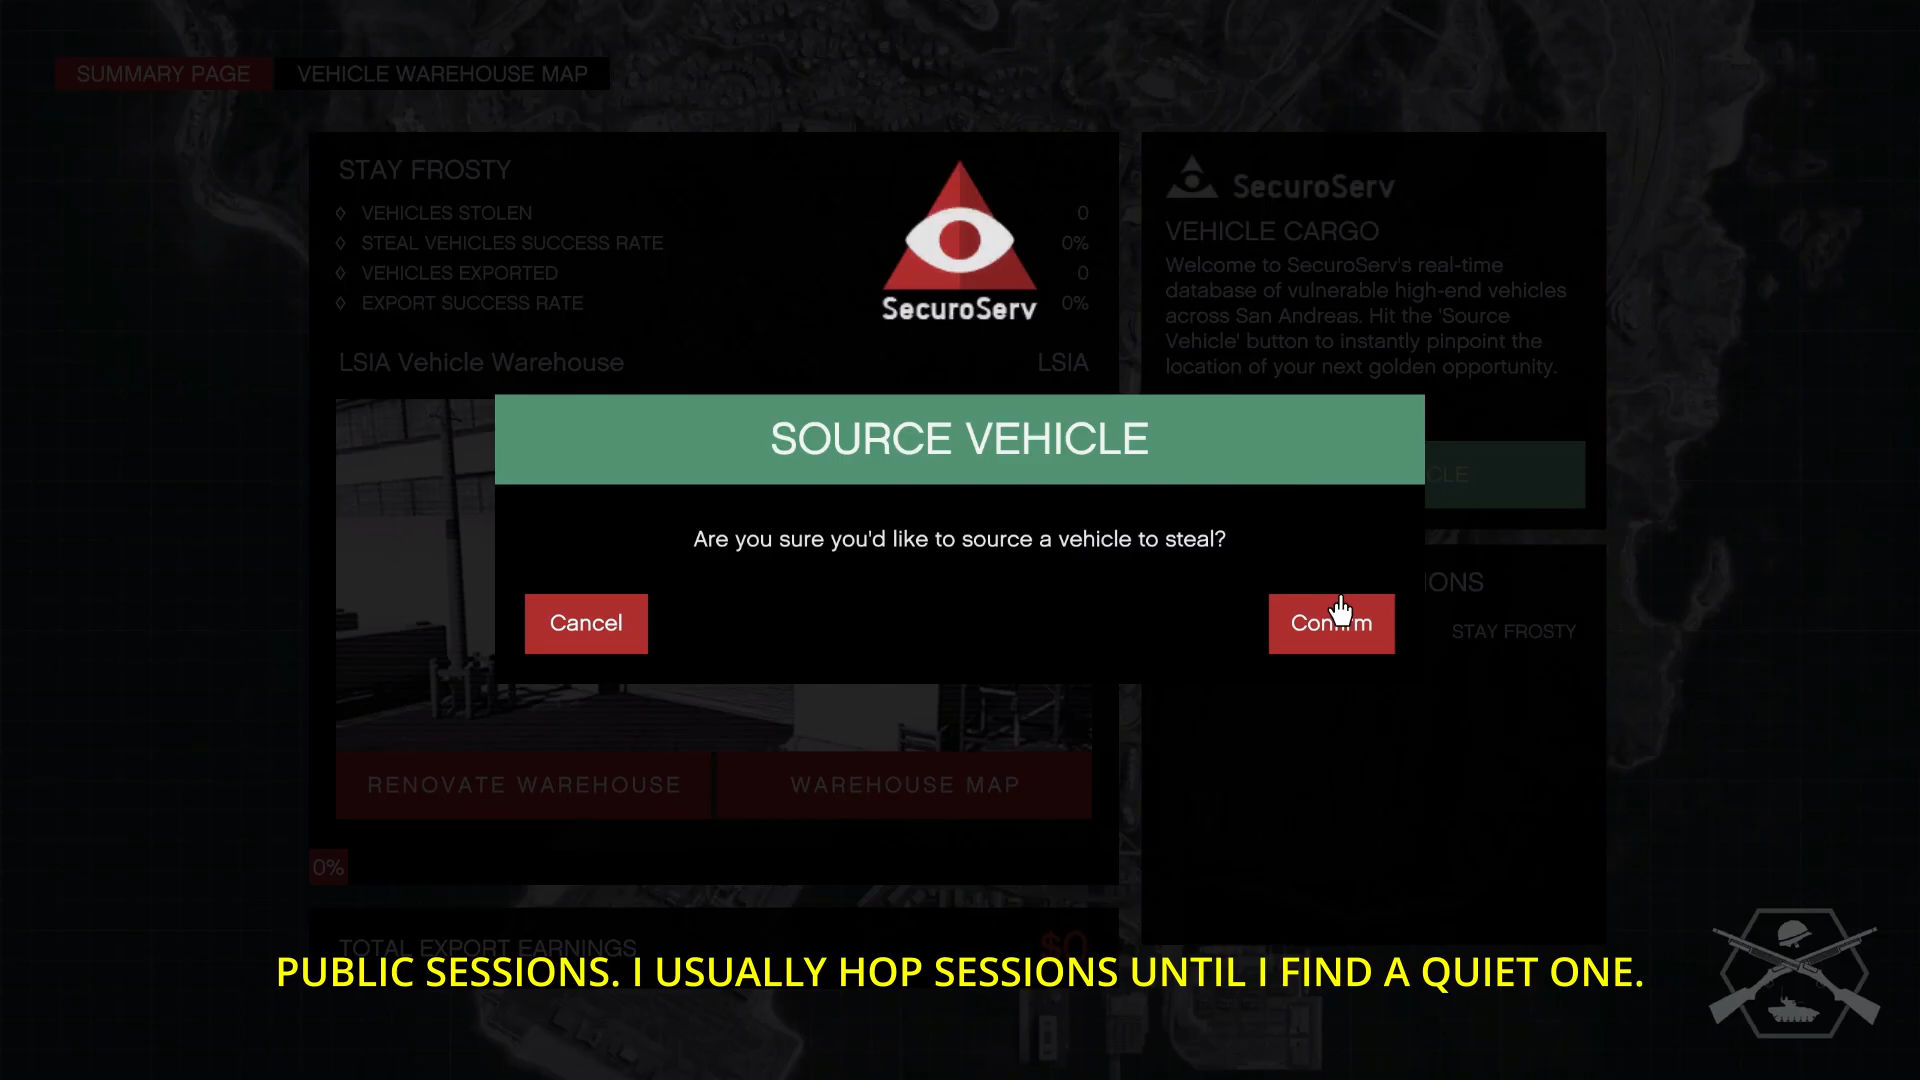 SUMMARY PAGE
VEHICLE WAREHOUSE MAP
STAY FROSTY
VEHICLES STOLEN 0
STEAL VEHICLES SUCCESS RATE 0%
VEHICLES EXPORTED 0
EXPORT SUCCESS RATE 0%
SecuroServ
LSIA Vehicle Warehouse LSIA
SecuroServ
VEHICLE CARGO
Welcome to SecuroServ's real-time
database of vulnerable high-end vehicles
across San Andreas. Hit the 'Source
Vehicle' button to instantly pinpoint the
location of your next golden opportunity.
CLE
SOURCE VEHICLE
Are you sure you'd like to source a vehicle to steal?
Cancel
Confirm
IONS
STAY FROSTY
RENOVATE WAREHOUSE
WAREHOUSE MAP
0%
TOTAL EXPORT EARNINGS $0
PUBLIC SESSIONS. I USUALLY HOP SESSIONS UNTIL I FIND A QUIET ONE.